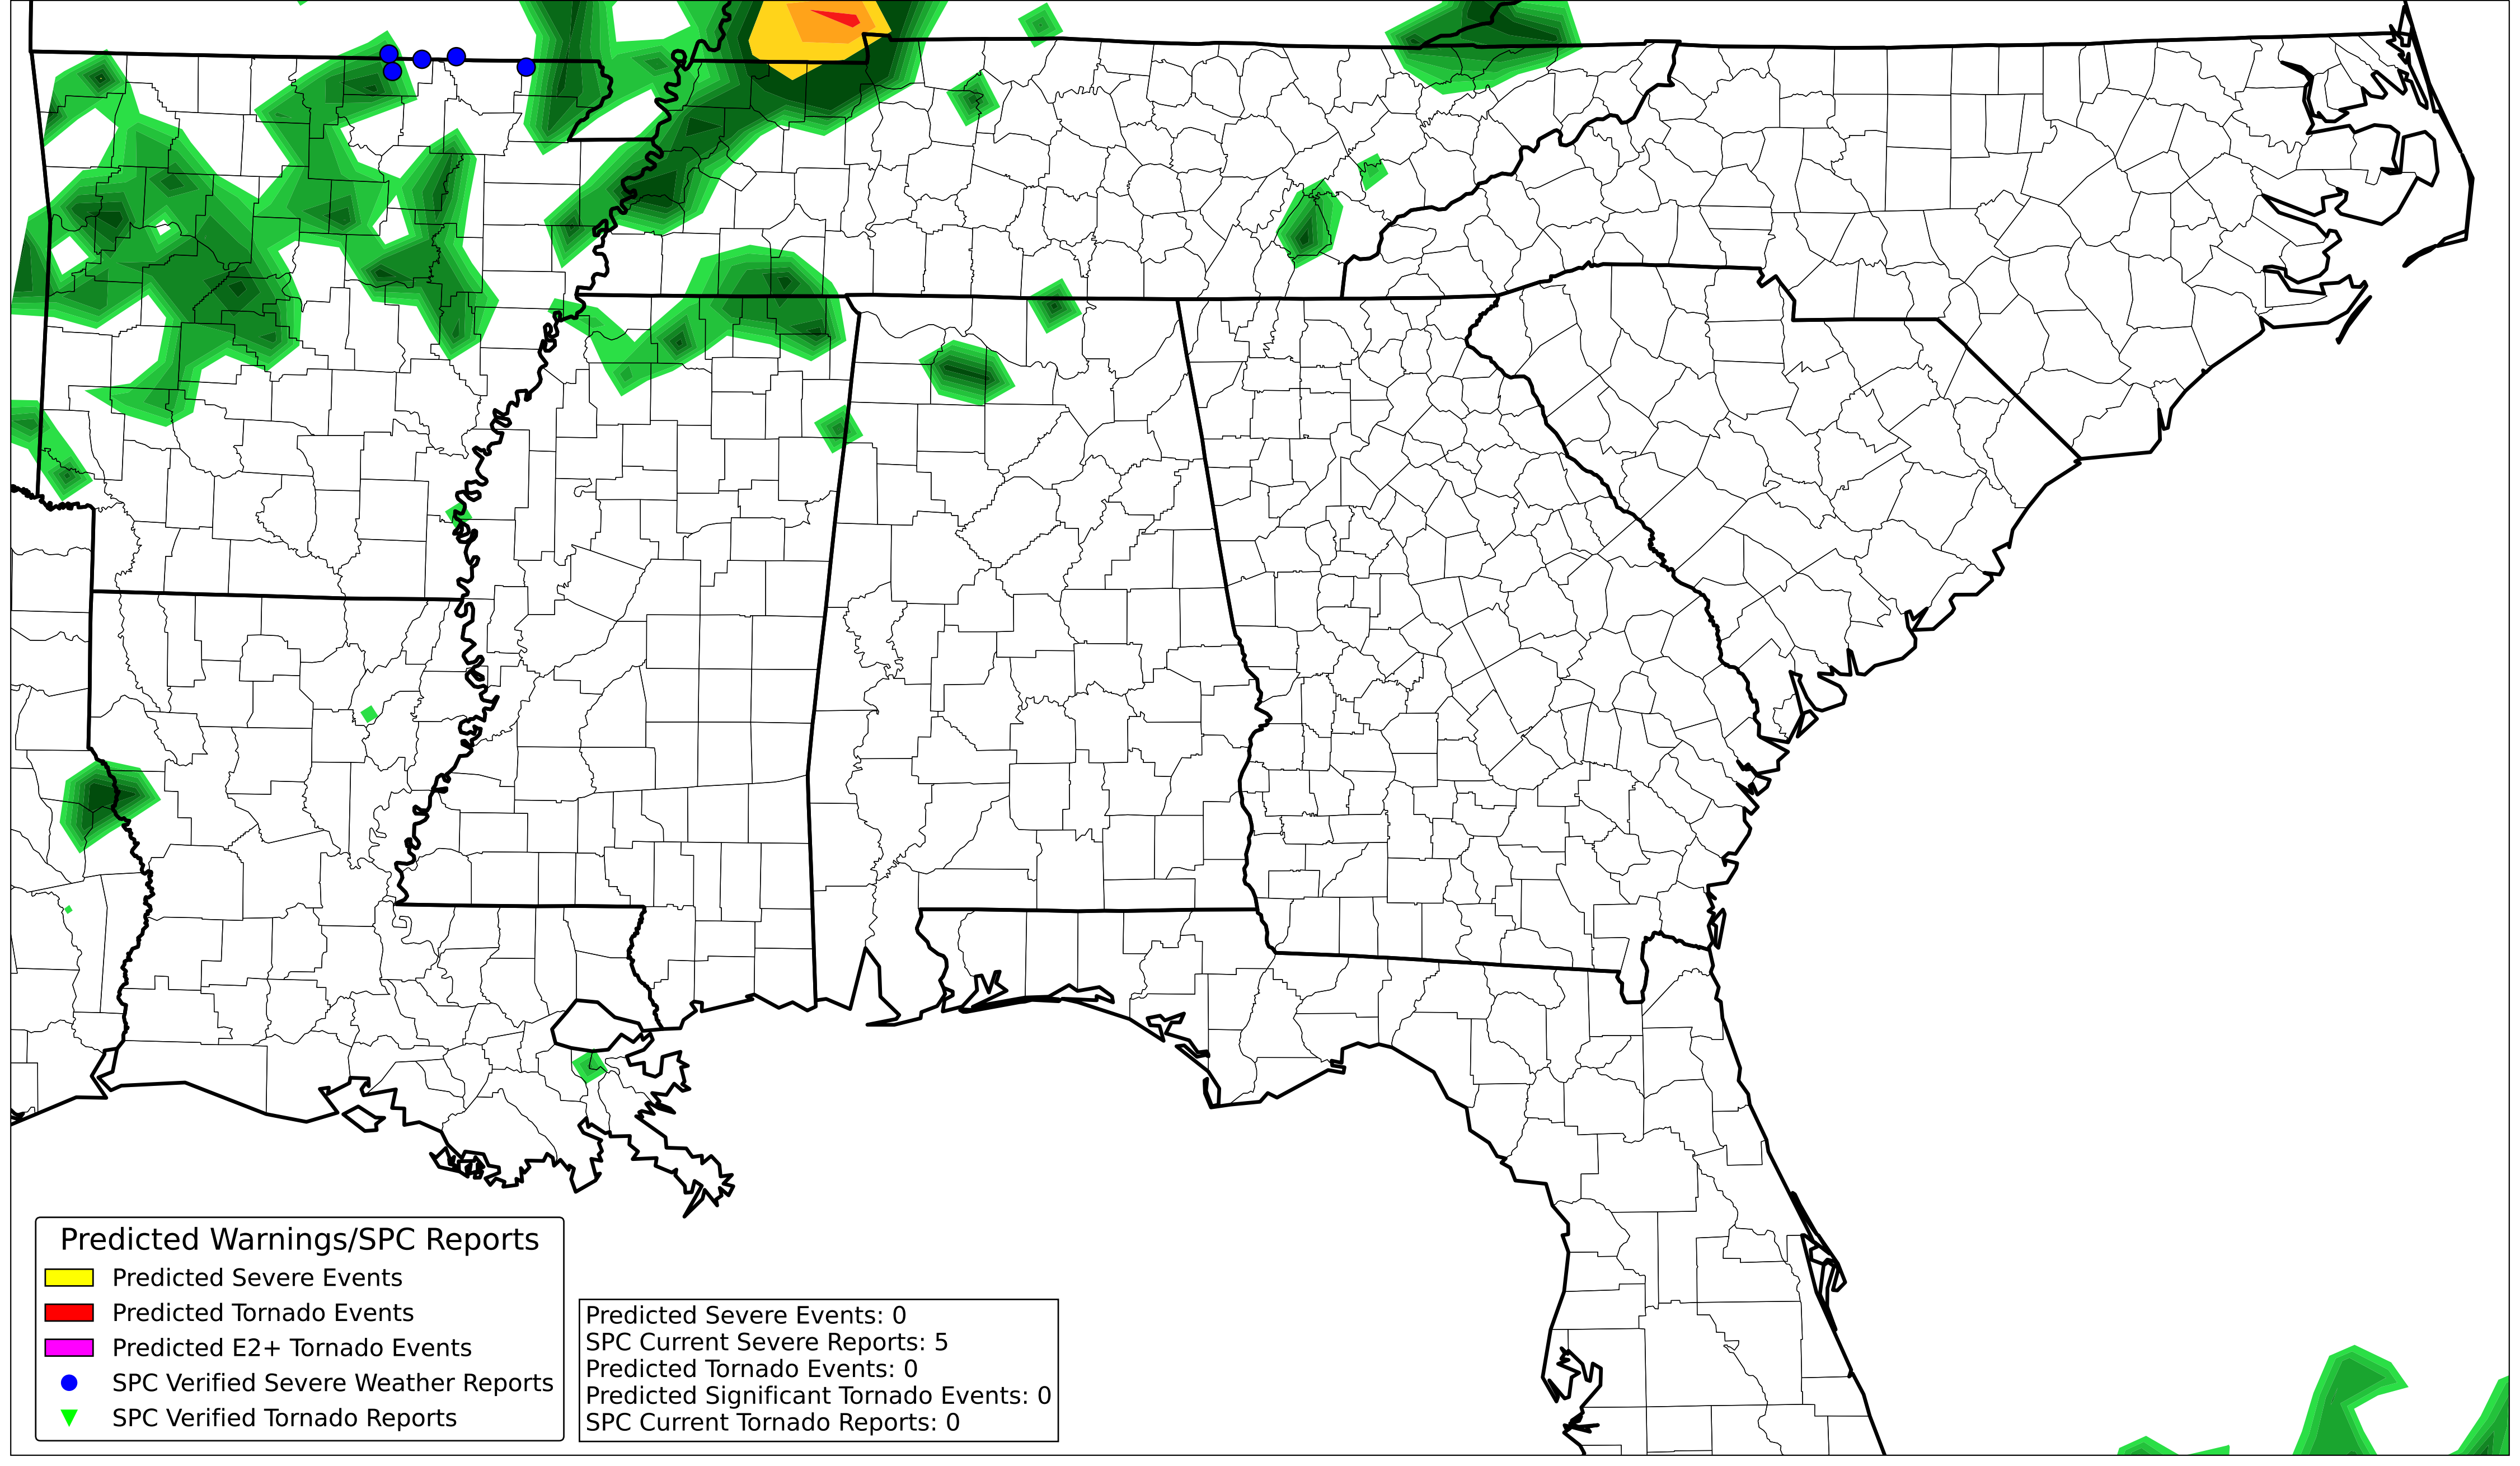 Predicted Warnings/SPC Reports
Predicted Severe Events
Predicted Tornado Events
Predicted E2+ Tornado Events
SPC Verified Severe Weather Reports
SPC Verified Tornado Reports
Predicted Severe Events: 0
SPC Current Severe Reports: 5
Predicted Tornado Events: 0
Predicted Significant Tornado Events: 0
SPC Current Tornado Reports: 0